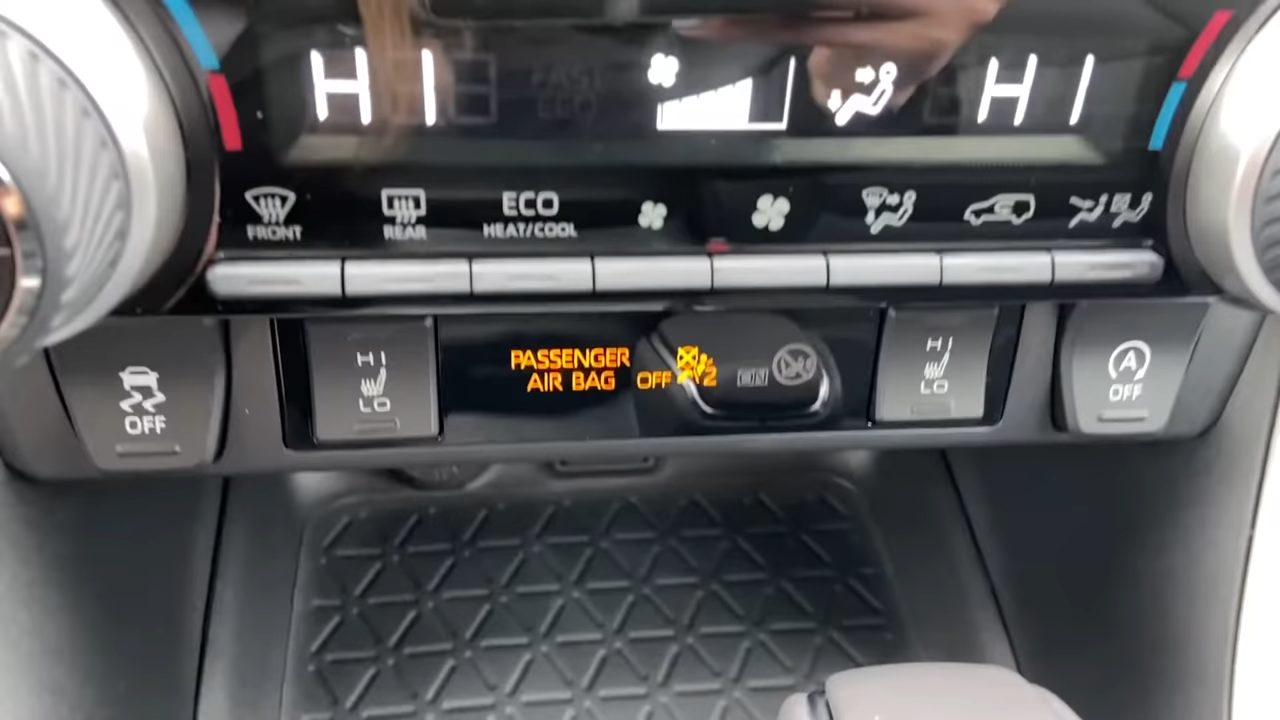 HI
HI
FAST
ECO
FRONT
REAR
ECO
HEAT/COOL
HI
LO
PASSENGER
AIR BAG OFF
ON
HI
LO
OFF
A
OFF